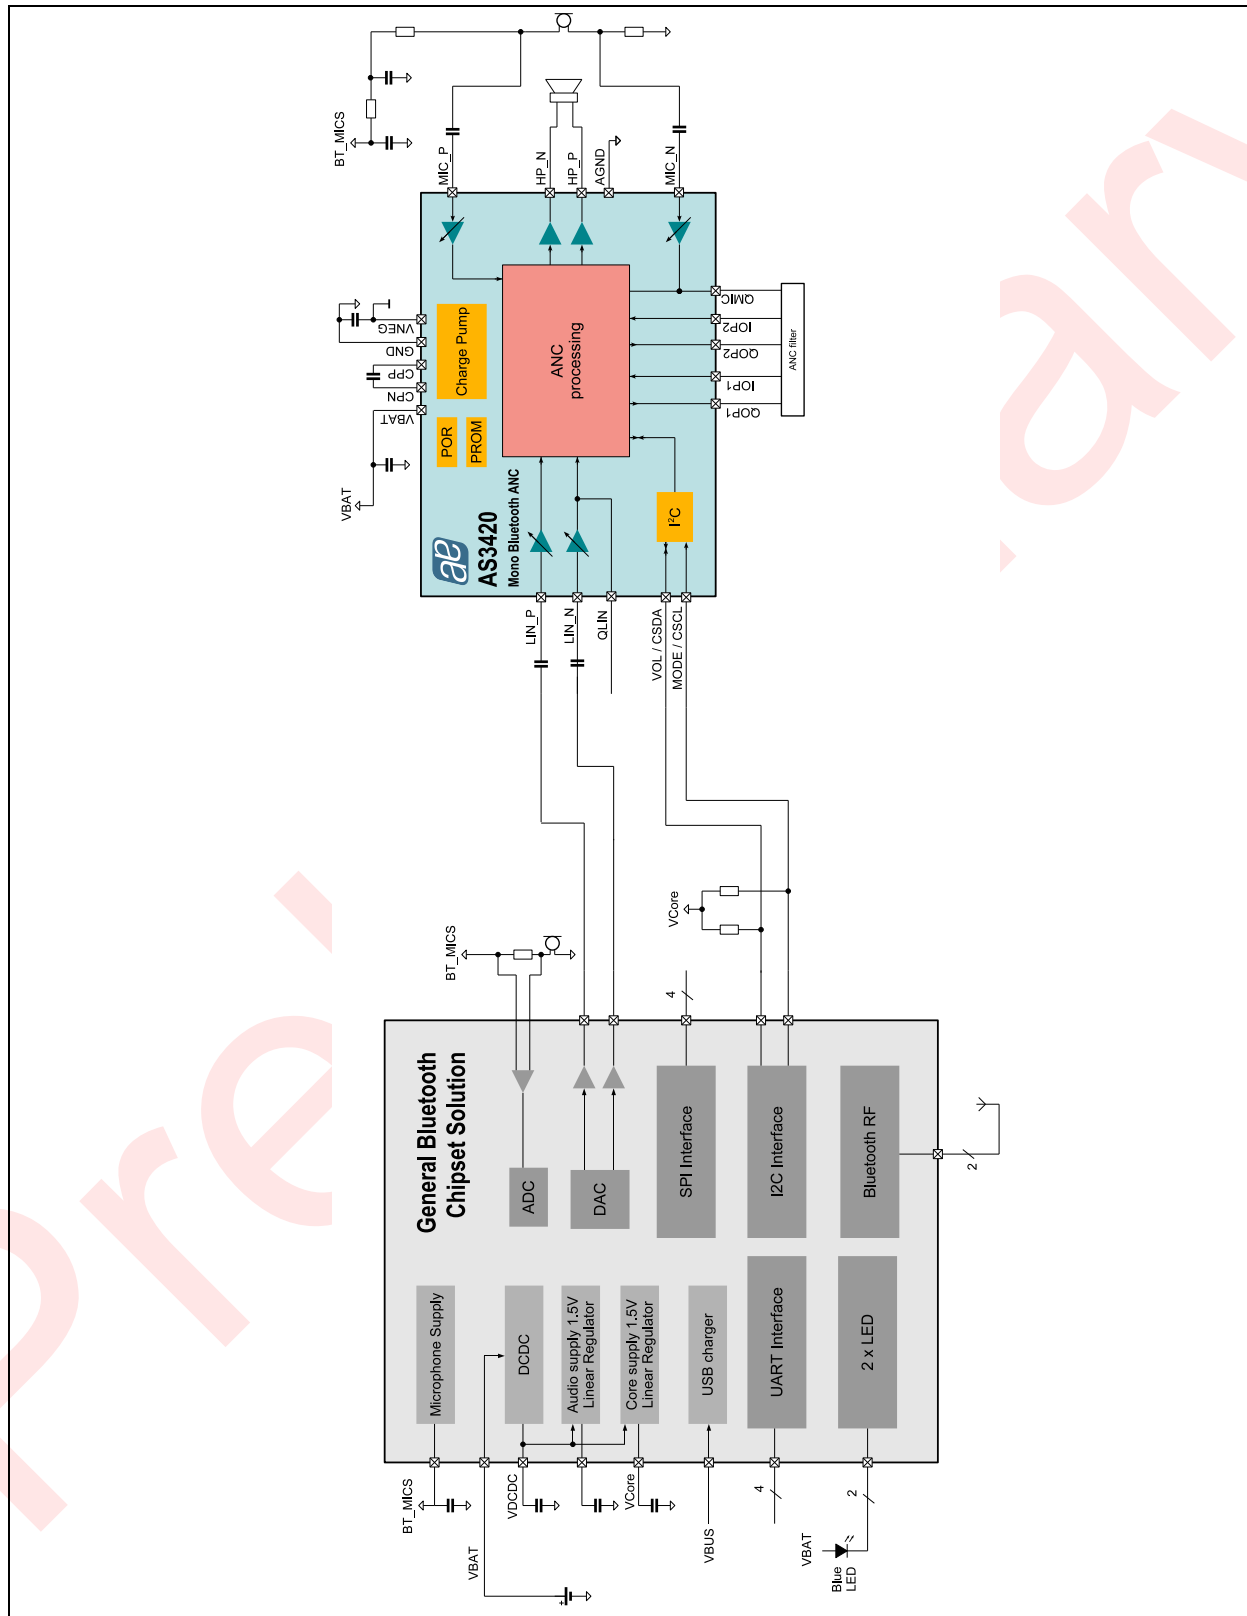 Preliminary
General Bluetooth
Chipset Solution
Microphone Supply
DCDC
Audio supply 1.5V
Linear Regulator
Core supply 1.5V
Linear Regulator
USB charger
UART Interface
2 x LED
ADC
DAC
SPI Interface
I2C Interface
Bluetooth RF
BT_MICS
VBAT
VDCDC
VCore
VBUS
4
VBAT
Blue
LED
2
2
BT_MICS
4
VCore
AS3420
Mono Bluetooth ANC
POR
PROM
Charge Pump
ANC
processing
I²C
LIN_P
LIN_N
QLIN
VOL / CSDA
MODE / CSCL
VBAT
VBAT
CPN
CPP
GND
VNEG
QOP1
IOP1
QOP2
IOP2
QMIC
ANC filter
MIC_P
HP_N
HP_P
AGND
MIC_N
BT_MICS